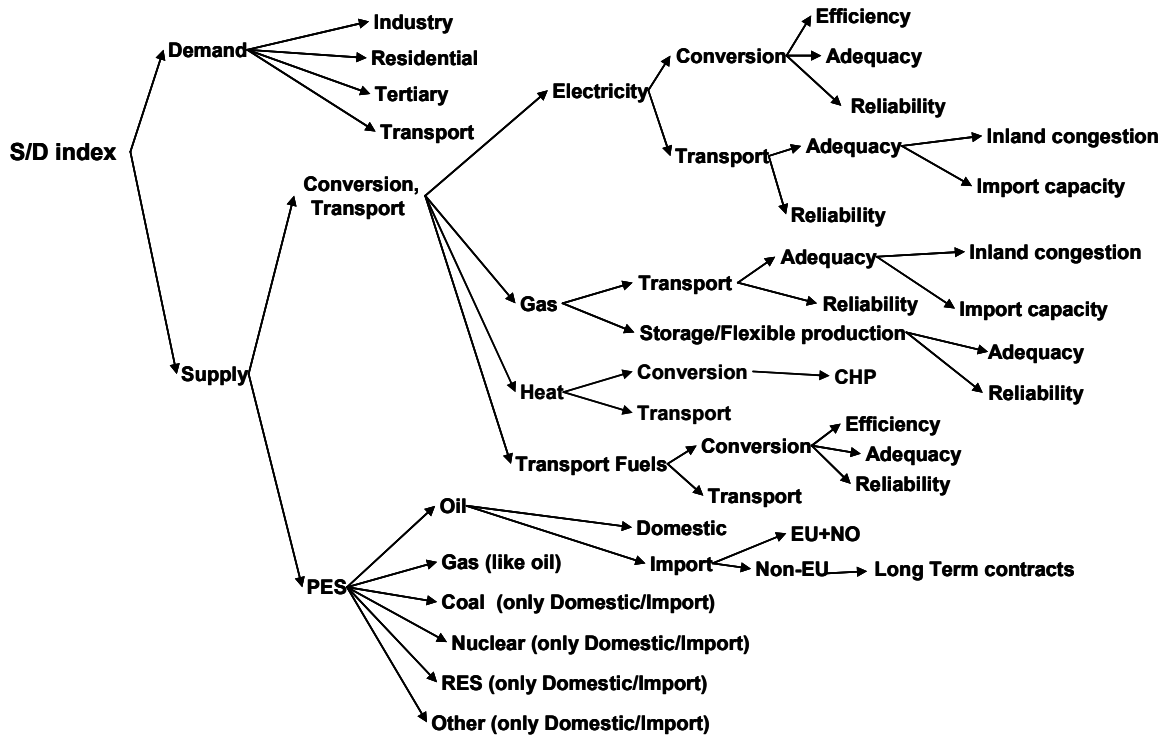 Efficiency
Industry
Demand
Conversion
Adequacy
Residential
Electricity
Tertiary
Reliability
Transport
Inland congestion
Adequacy
S/D index
Transport
Conversion,
Transport
Import capacity
Reliability
Inland congestion
Adequacy
Transport
Gas
Reliability
Import capacity
Storage/Flexible production
Adequacy
Supply
Conversion
CHP
Heat
Reliability
Transport
Efficiency
Conversion
Adequacy
Transport Fuels
Reliability
Transport
Oil
Domestic
EU+NO
Gas (like oil)
Import
Non-EU
Long Term contracts
PES
Coal (only Domestic/Import)
Nuclear (only Domestic/Import)
RES (only Domestic/Import)
Other (only Domestic/Import)